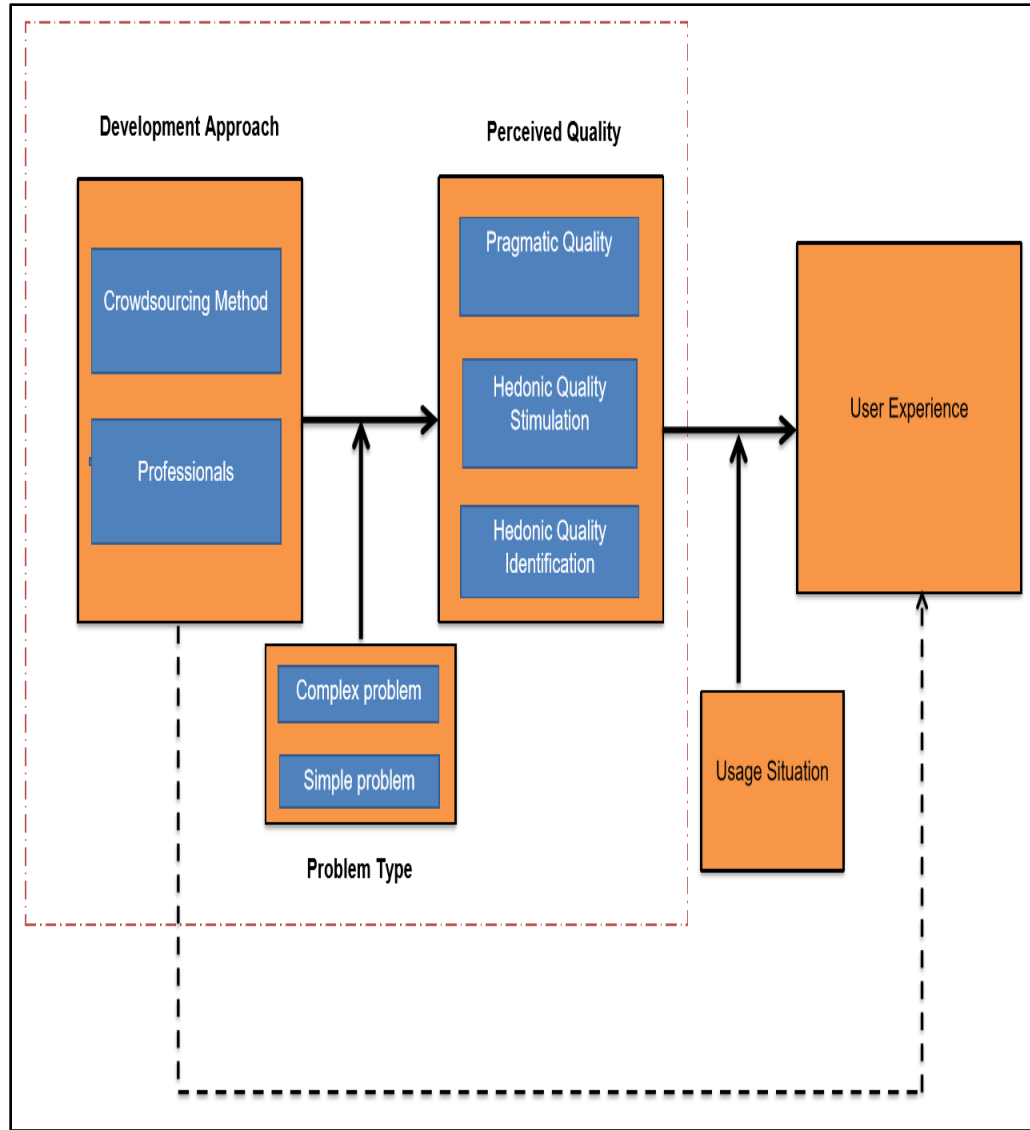 Development Approach
Crowdsourcing Method
Professionals
Perceived Quality
Pragmatic Quality
Hedonic Quality
Stimulation
Hedonic Quality
Identification
Complex problem
Simple problem
Problem Type
User Experience
Usage Situation